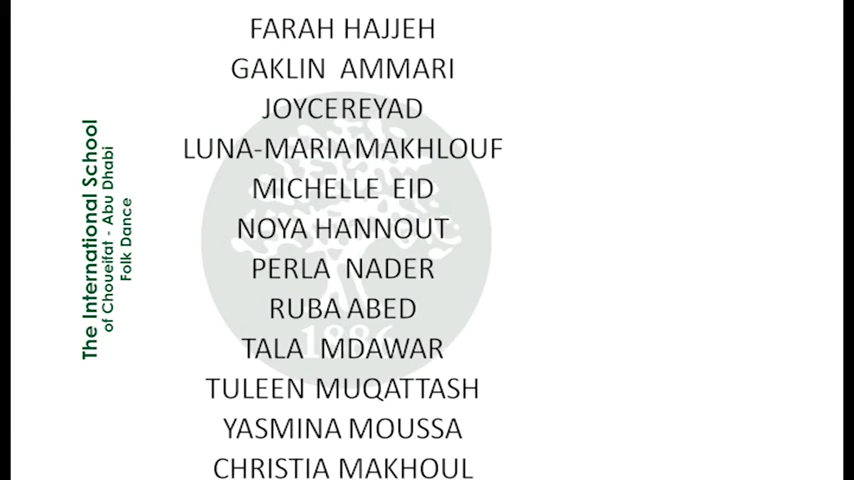 The International School
of Choueifat - Abu Dhabi
Folk Dance
FARAH HAJJEH
GAKLIN AMMARI
JOYCEREYAD
LUNA-MARIAMAKHLOUF
MICHELLE EID
NOYA HANNOUT
PERLA NADER
RUBA ABED
TALA MDAWAR
TULEEN MUQATTASH
YASMINA MOUSSA
CHRISTIA MAKHOUL
1886